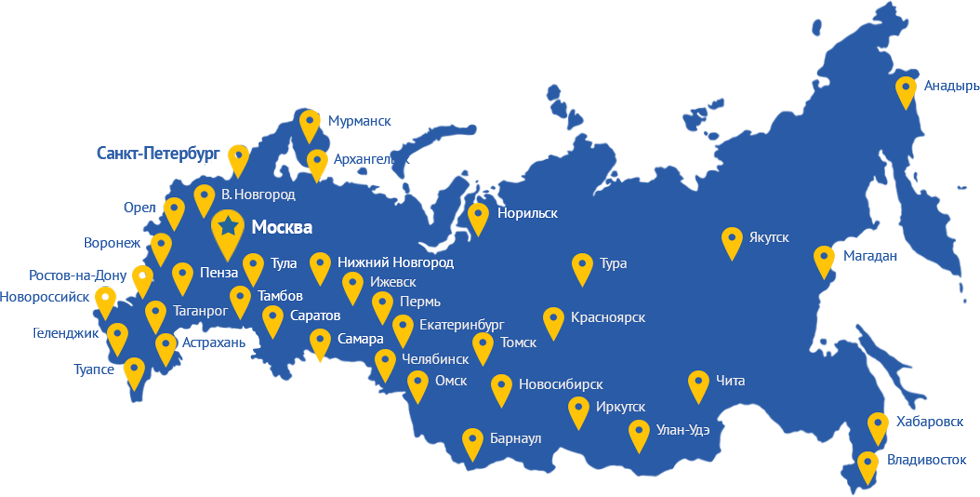 Анадырь
Мурманск
Санкт-Петербург
Архангельск
В. Новгород
Орел
Норильск
Москва
Якутск
Воронеж
Магадан
Нижний Новгород
Тула
Тура
Пенза
Ростов-на-Дону
Ижевск
Новороссийск
Тамбов
Пермь
Таганрог
Саратов
Красноярск
Екатеринбург
Геленджик
Самара
Астрахань
Томск
Челябинск
Туапсе
Омск
Новосибирск
Чита
Иркутск
Хабаровск
Улан-Удэ
Барнаул
Владивосток